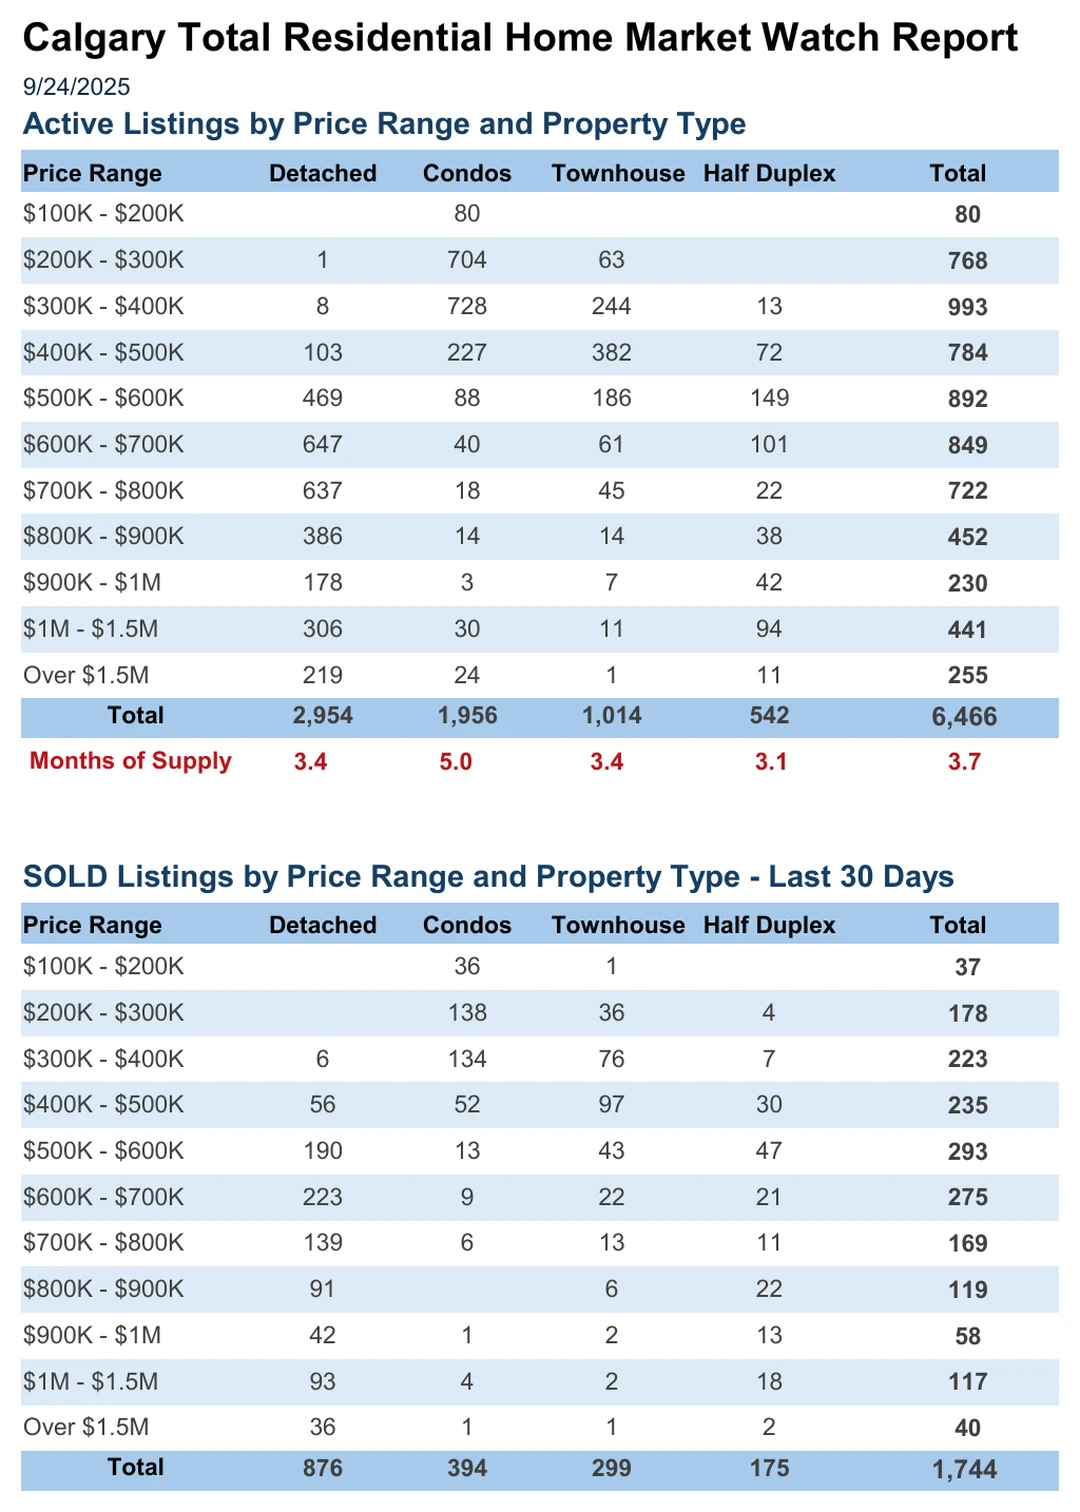 Calgary Total Residential Home Market Watch Report
9/24/2025
Active Listings by Price Range and Property Type
Price Range Detached Condos Townhouse Half Duplex Total
$100K - $200K 80 80
$200K - $300K 1 704 63 768
$300K - $400K 8 728 244 13 993
$400K - $500K 103 227 382 72 784
$500K - $600K 469 88 186 149 892
$600K - $700K 647 40 61 101 849
$700K - $800K 637 18 45 22 722
$800K - $900K 386 14 14 38 452
$900K - $1M 178 3 7 42 230
$1M - $1.5M 306 30 11 94 441
Over $1.5M 219 24 1 11 255
Total 2,954 1,956 1,014 542 6,466
Months of Supply 3.4 5.0 3.4 3.1 3.7
SOLD Listings by Price Range and Property Type - Last 30 Days
Price Range Detached Condos Townhouse Half Duplex Total
$100K - $200K 36 1 37
$200K - $300K 138 36 4 178
$300K - $400K 6 134 76 7 223
$400K - $500K 56 52 97 30 235
$500K - $600K 190 13 43 47 293
$600K - $700K 223 9 22 21 275
$700K - $800K 139 6 13 11 169
$800K - $900K 91 6 22 119
$900K - $1M 42 1 2 13 58
$1M - $1.5M 93 4 2 18 117
Over $1.5M 36 1 1 2 40
Total 876 394 299 175 1,744